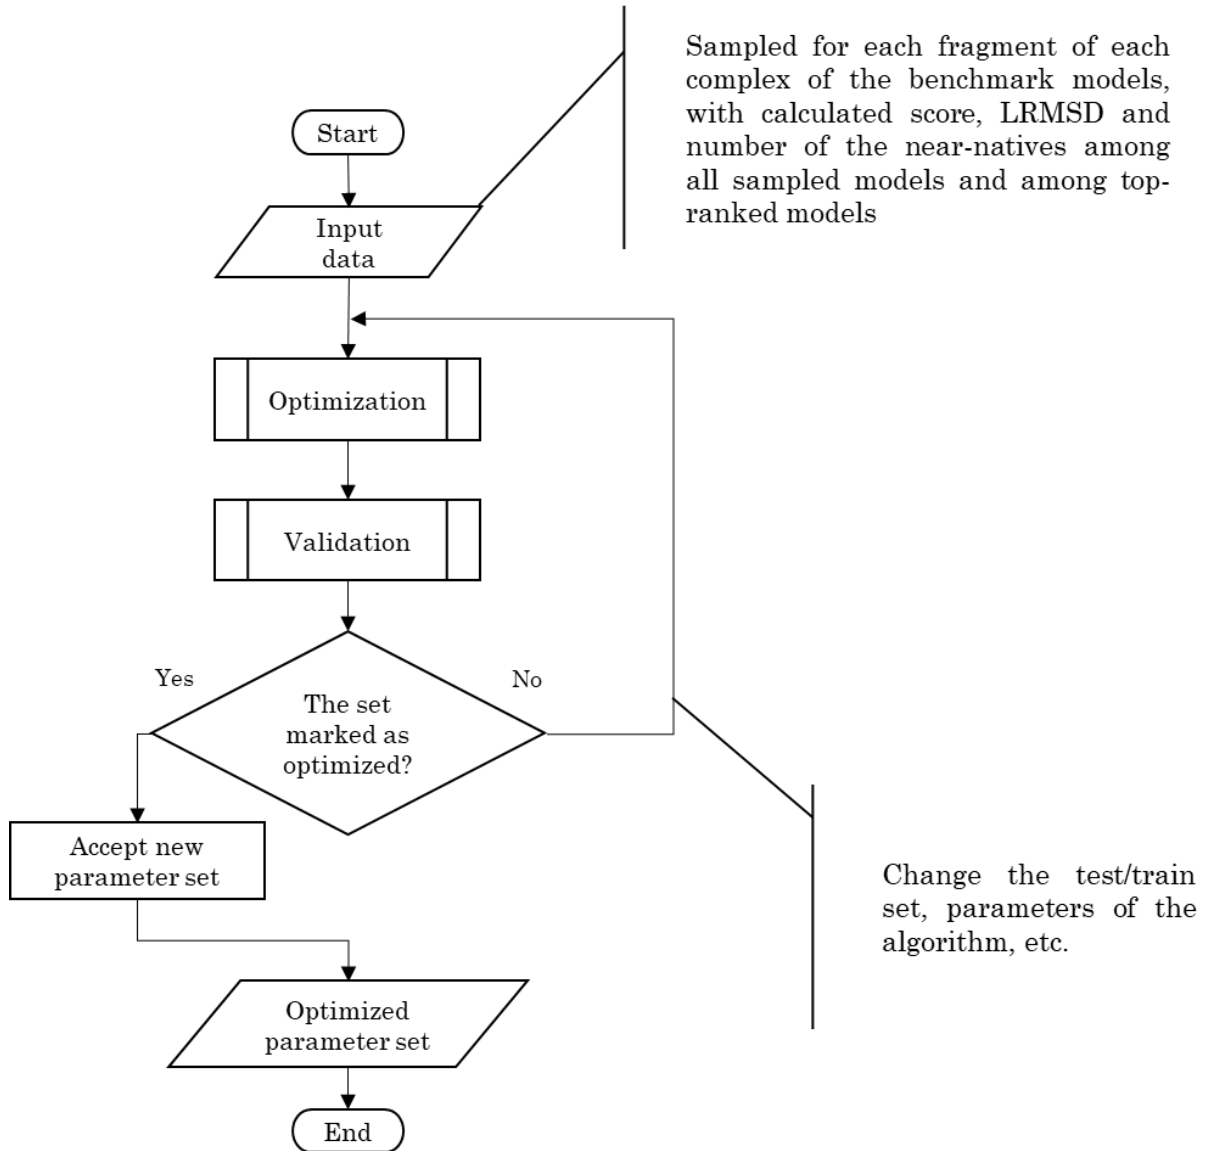 Sampled for each fragment of each
complex of the benchmark models,
with calculated score, LRMSD and
number of the near-natives among
all sampled models and among top-
ranked models
Start
Input
data
Optimization
Validation
Yes
No
The set
marked as
optimized?
Accept new
parameter set
Change the test/train
set, parameters of the
algorithm, etc.
Optimized
parameter set
End